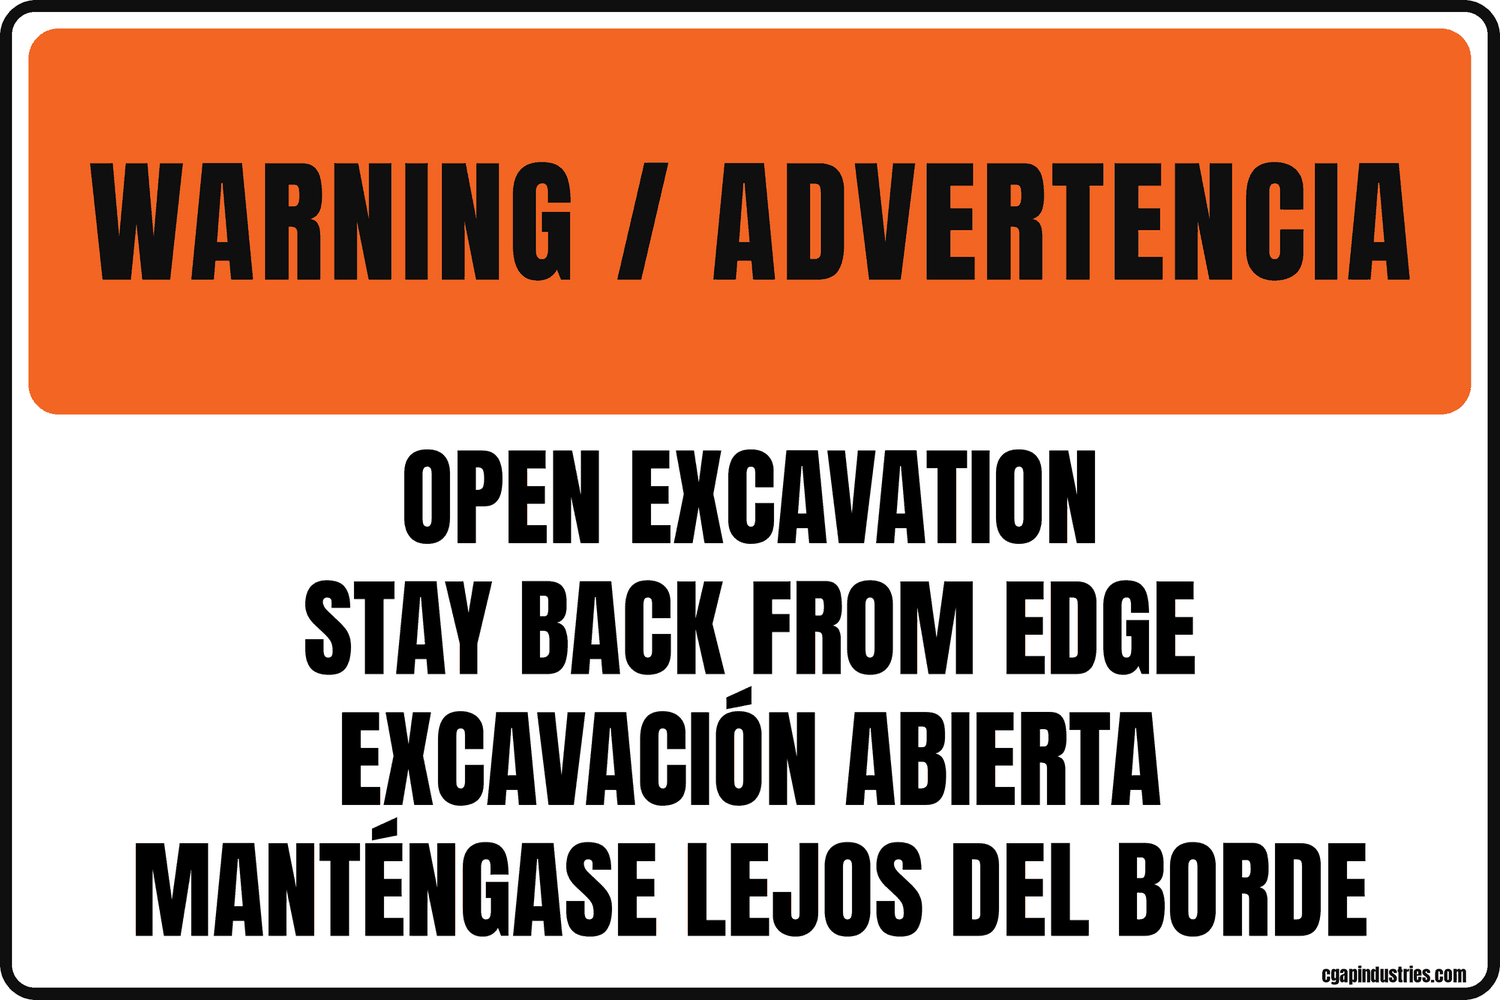 WARNING / ADVERTENCIA
OPEN EXCAVATION
STAY BACK FROM EDGE
EXCAVACIÓN ABIERTA
MANTÉNGASE LEJOS DEL BORDE
cgapindustries.com